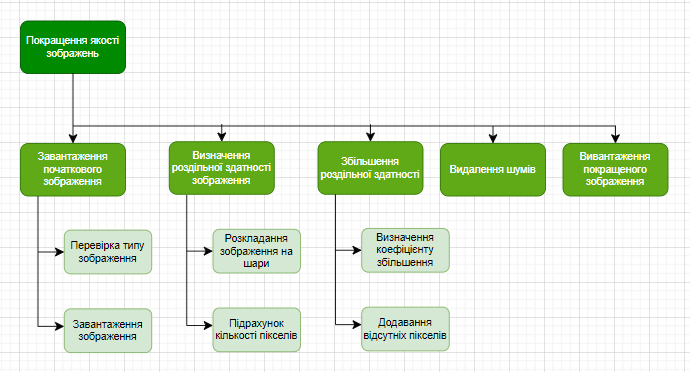 Покращення якості
зображень
Завантаження
початкового
зображення
Визначення
роздільної здатності
зображення
Збільшення
роздільної здатності
Видалення шумів
Вивантаження
покращеного
зображення
Перевірка типу
зображення
Розкладання
зображення на
шари
Визначення
коефіцієнту
збільшення
Завантаження
зображення
Підрахунок
кількості пікселів
Додавання
відсутніх пікселів